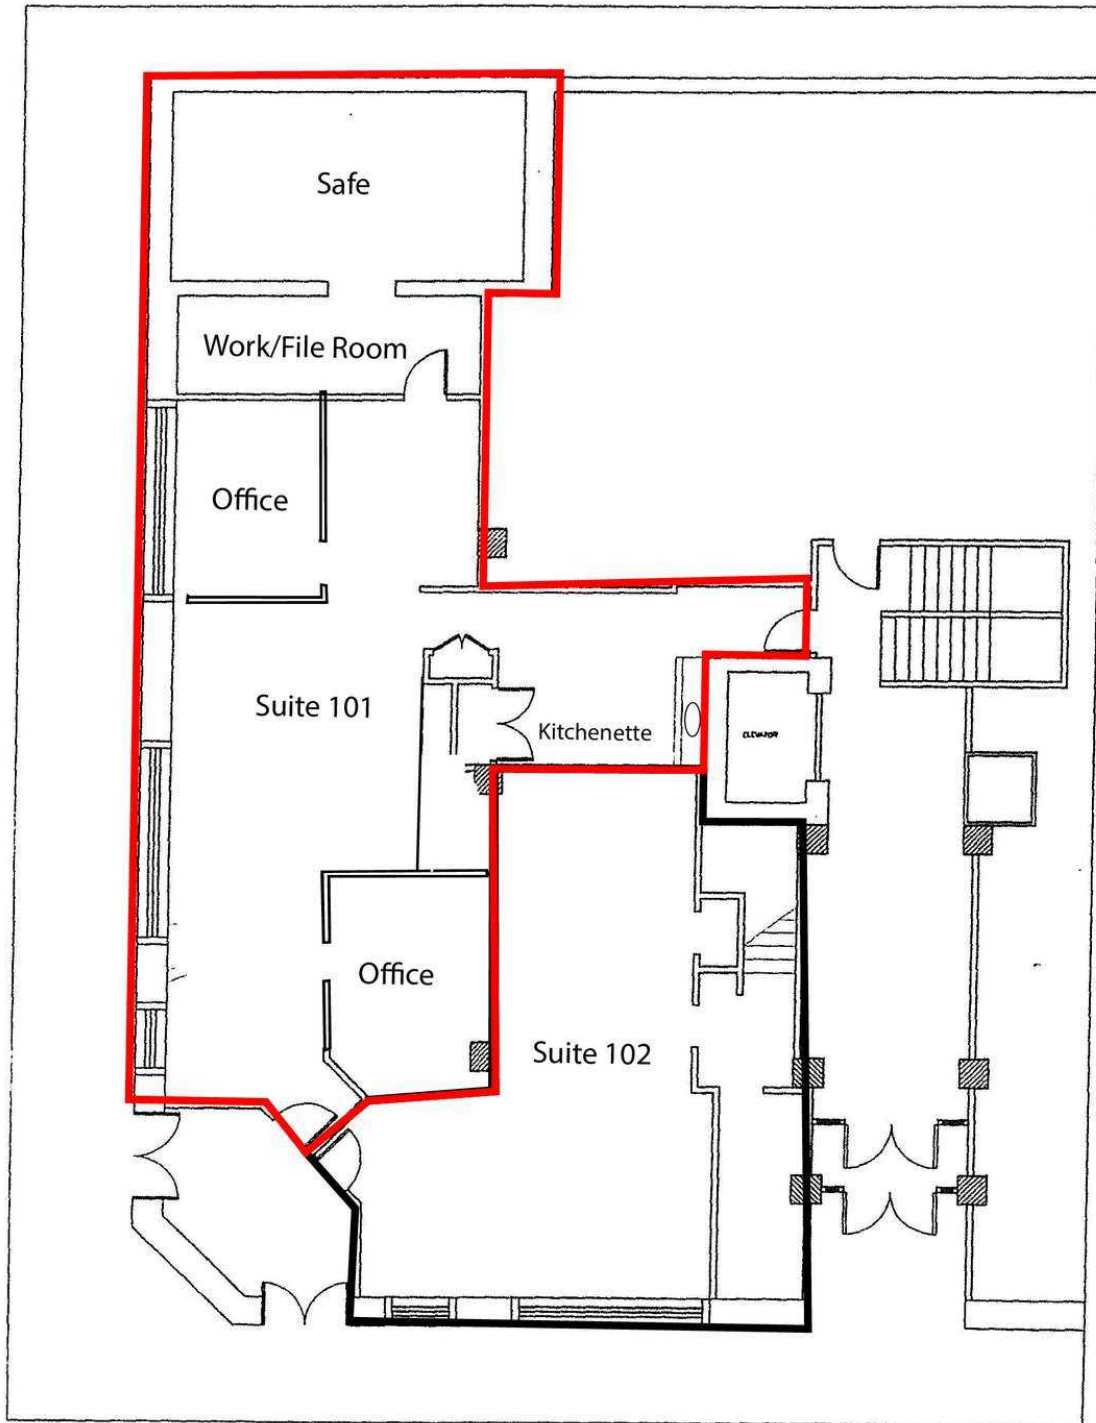 Safe
Work/File Room
Office
Suite 101
Kitchenette
ELEVATOR
Office
Suite 102